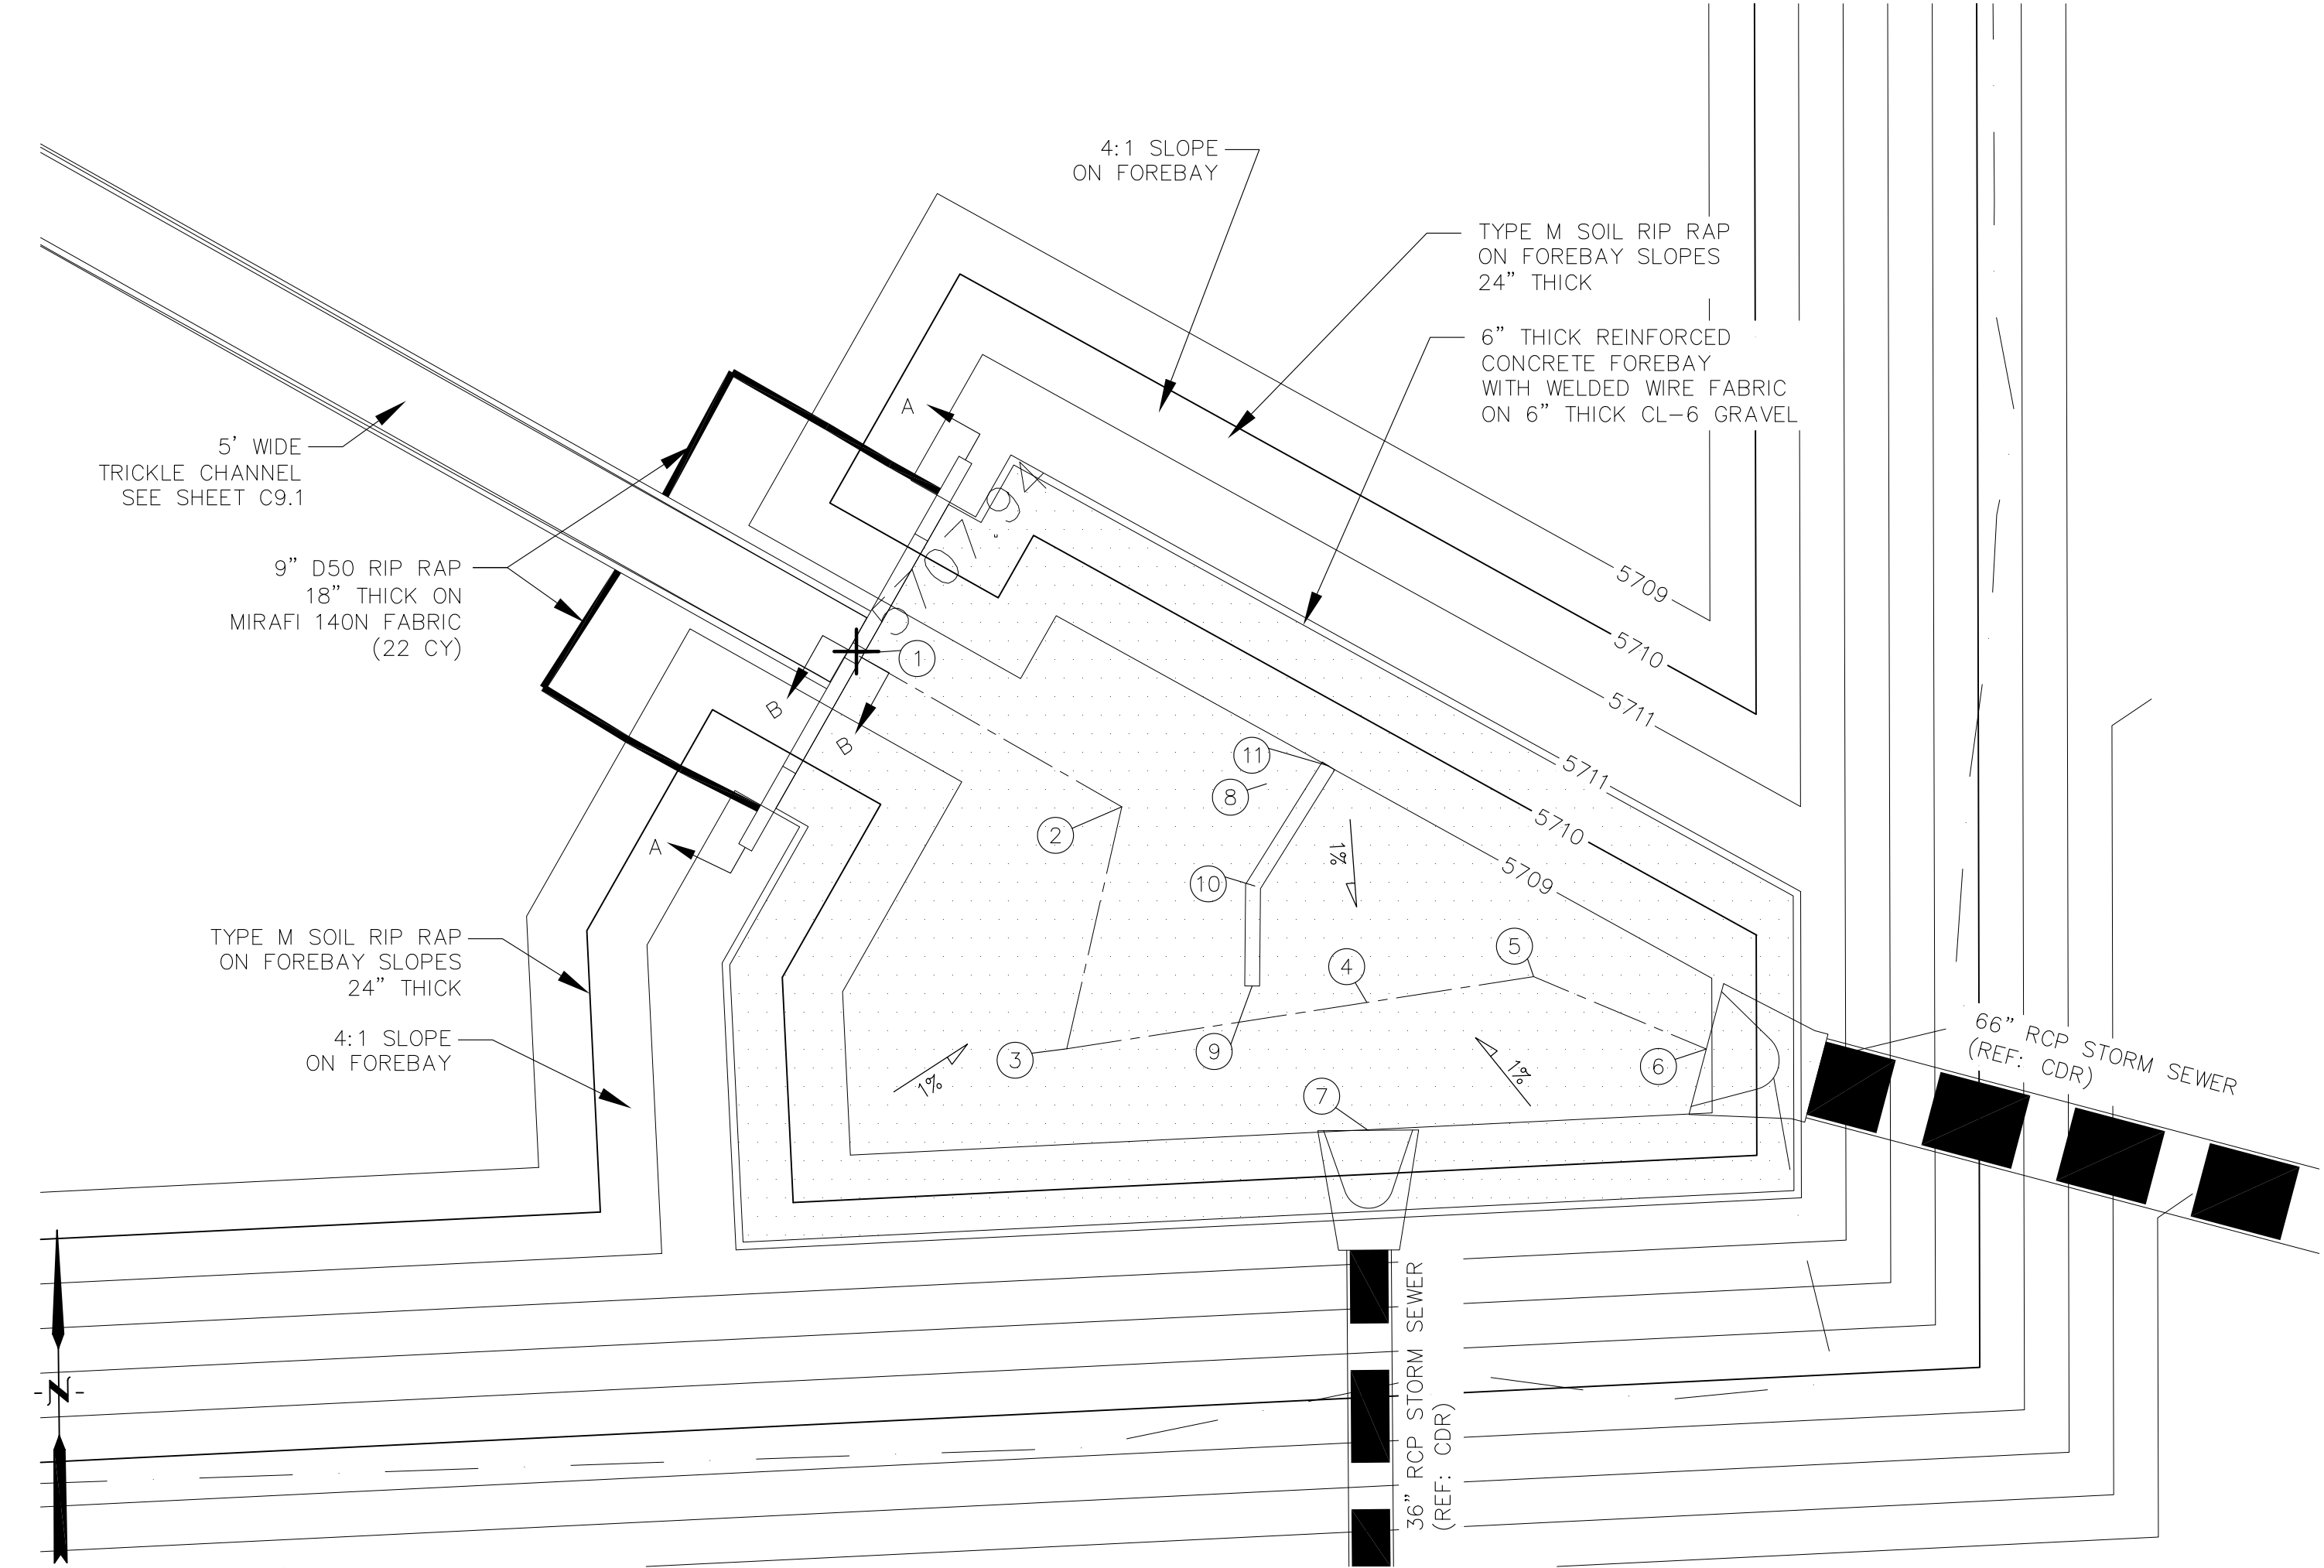 4:1 SLOPE
ON FOREBAY
TYPE M SOIL RIP RAP
ON FOREBAY SLOPES
24" THICK
6" THICK REINFORCED
CONCRETE FOREBAY
WITH WELDED WIRE FABRIC
ON 6" THICK CL-6 GRAVEL
5' WIDE
TRICKLE CHANNEL
SEE SHEET C9.1
9" D50 RIP RAP
18" THICK ON
MIRAFI 140N FABRIC
(22 CY)
A
5707.94
1
B
B
A
5709
5710
5711
5711
5710
5709
11
8
2
10
1%
5
4
3
9
6
7
1%
1%
TYPE M SOIL RIP RAP
ON FOREBAY SLOPES
24" THICK
4:1 SLOPE
ON FOREBAY
66" RCP STORM SEWER
(REF: CDR)
36" RCP STORM SEWER
(REF: CDR)
N